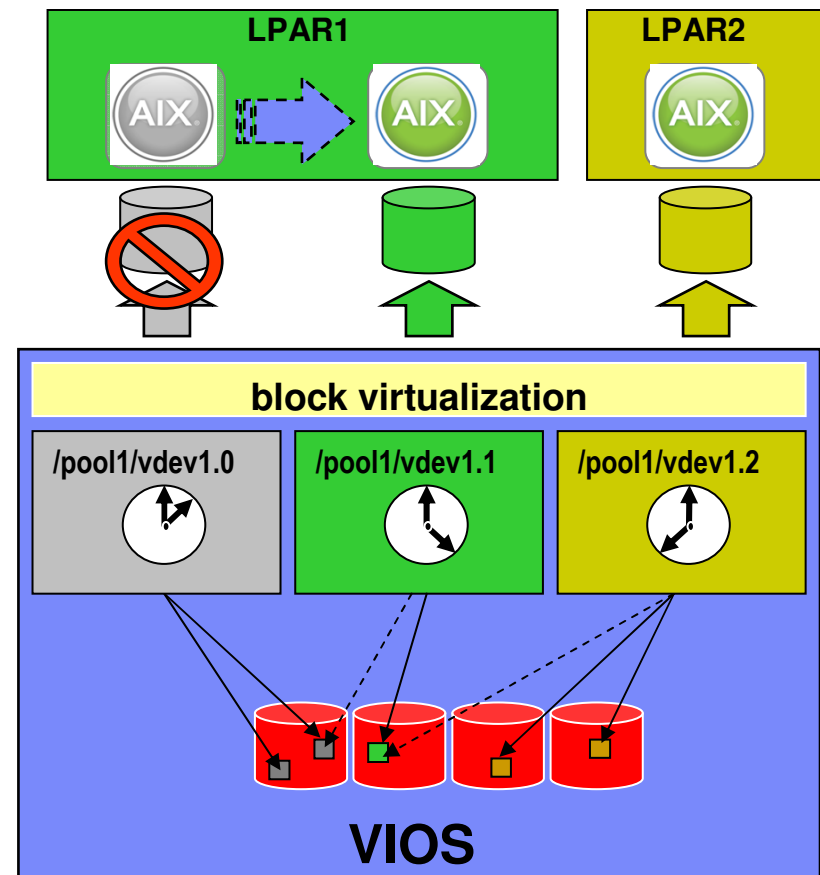 LPAR1
LPAR2
AIX
AIX
AIX
block virtualization
/pool1/vdev1.0
/pool1/vdev1.1
/pool1/vdev1.2
VIOS